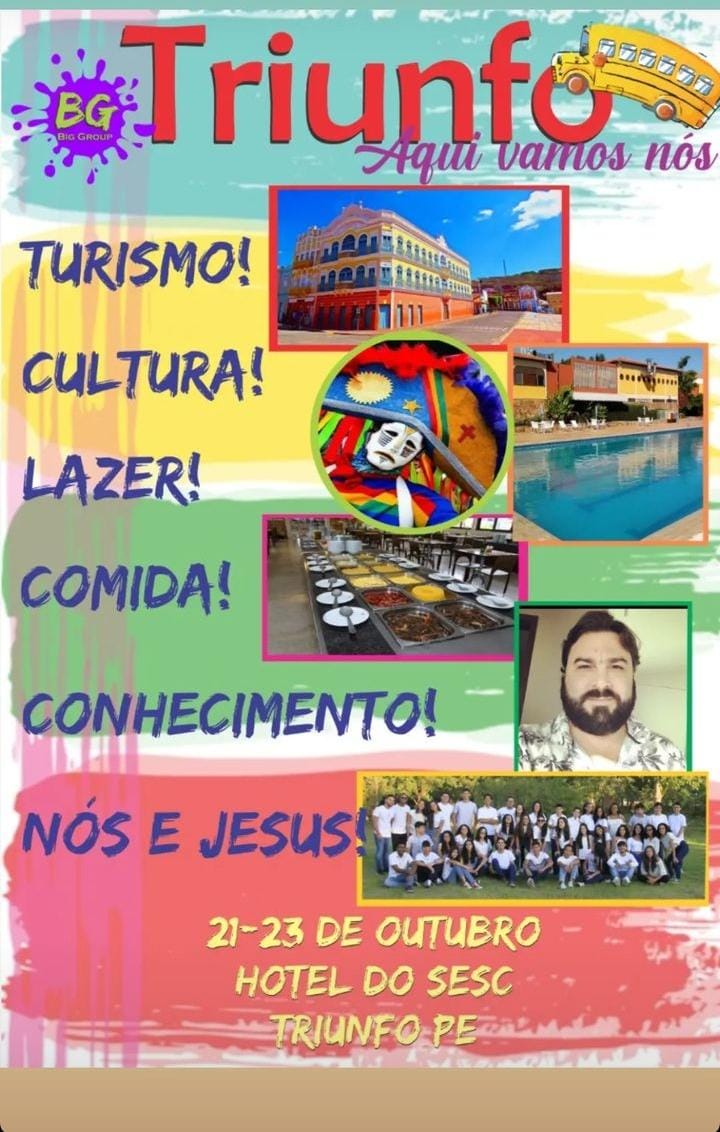 Triunfo
BG
BIG GROUP
Aqui vamos nós
TURISMO!
CULTURA!
LAZER!
COMIDA!
CONHECIMENTO!
NÓS E JESUS!
21-23 DE OUTUBRO
HOTEL DO SESC
TRIUNFO PE